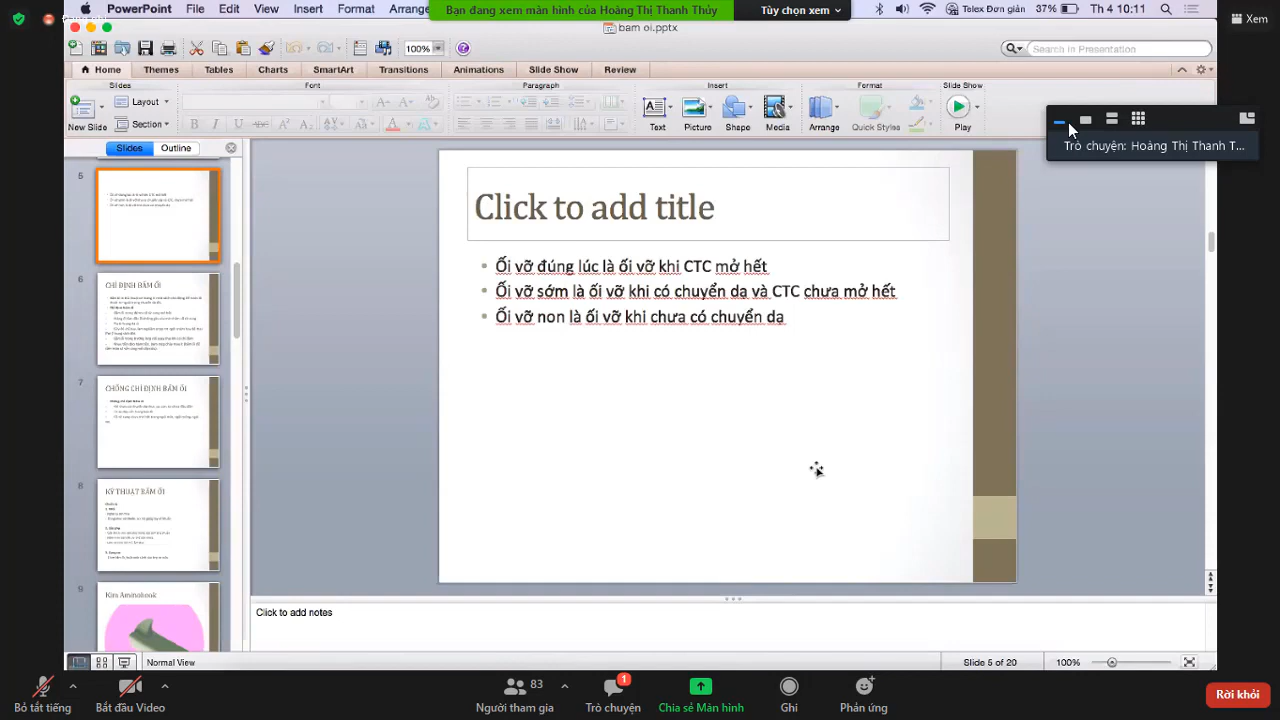 PowerPoint File Edit View Insert Format Arrange
Bạn đang xem màn hình của Hoàng Thị Thanh Thủy
Tùy chọn xem
Telex Đơn giản 37% Th 4 10:11
Xem
bam oi.pptx
100%
Search in Presentation
Home Themes Tables Charts SmartArt Transitions Animations Slide Show Review
Slides Font Paragraph Insert Format Slide Show
New Slide Layout Section
Text Picture Shape Media Arrange Quick Styles Play
Trò chuyện: Hoàng Thị Thanh T...
Slides Outline
5
6
CHỈ ĐỊNH BẤM ỐI
7
CHỐNG CHỈ ĐỊNH BẤM ỐI
8
KỸ THUẬT BẤM ỐI
9
Kim Amniohook
Click to add title
Ối vỡ đúng lúc là ối vỡ khi CTC mở hết
Ối vỡ sớm là ối vỡ khi có chuyển dạ và CTC chưa mở hết
Ối vỡ non là ối vỡ khi chưa có chuyển dạ
Click to add notes
Normal View
Slide 5 of 20
100%
Bỏ tắt tiếng
Bắt đầu Video
83
Người tham gia
1
Trò chuyện
Chia sẻ Màn hình
Ghi
Phản ứng
Rời khỏi